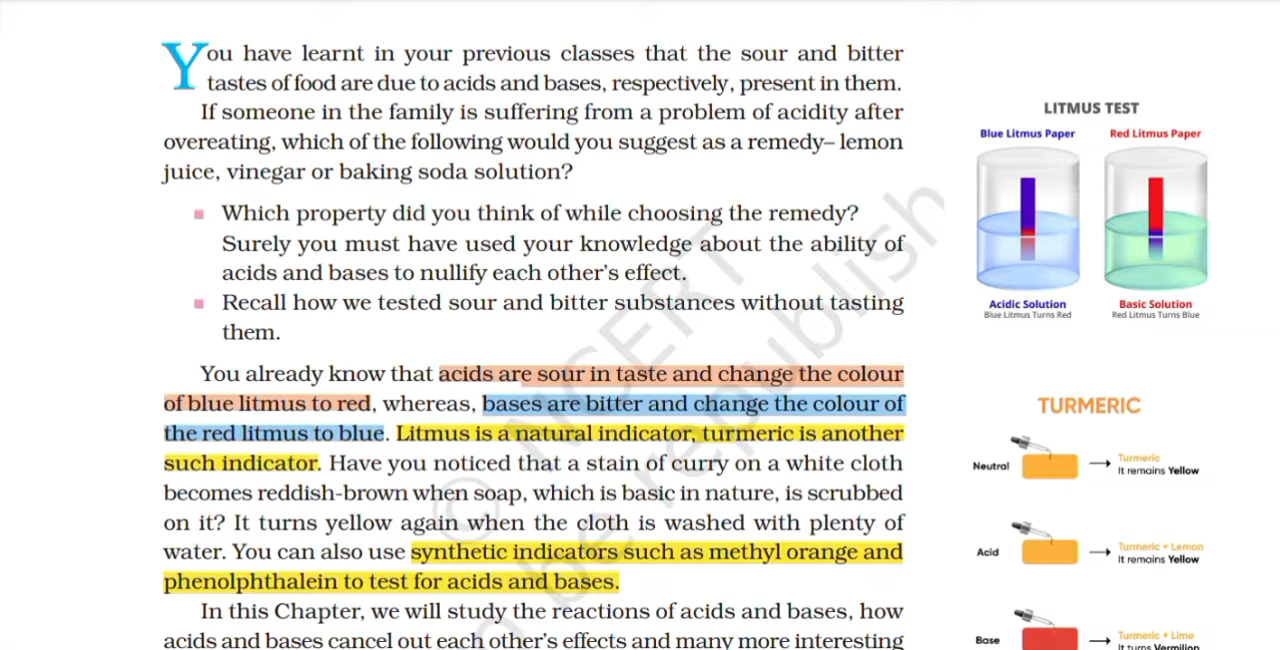 You have learnt in your previous classes that the sour and bitter
tastes of food are due to acids and bases, respectively, present in them.
If someone in the family is suffering from a problem of acidity after
overeating, which of the following would you suggest as a remedy– lemon
juice, vinegar or baking soda solution?
Which property did you think of while choosing the remedy?
Surely you must have used your knowledge about the ability of
acids and bases to nullify each other's effect.
Recall how we tested sour and bitter substances without tasting
them.
You already know that acids are sour in taste and change the colour
of blue litmus to red, whereas, bases are bitter and change the colour of
the red litmus to blue. Litmus is a natural indicator, turmeric is another
such indicator. Have you noticed that a stain of curry on a white cloth
becomes reddish-brown when soap, which is basic in nature, is scrubbed
on it? It turns yellow again when the cloth is washed with plenty of
water. You can also use synthetic indicators such as methyl orange and
phenolphthalein to test for acids and bases.
In this Chapter, we will study the reactions of acids and bases, how
acids and bases cancel out each other's effects and many more interesting
© NCERT
be republish
LITMUS TEST
Blue Litmus Paper
Red Litmus Paper
Acidic Solution
Blue Litmus Turns Red
Basic Solution
Red Litmus Turns Blue
TURMERIC
Neutral
Turmeric
It remains Yellow
Acid
Turmeric + Lemon
It remains Yellow
Base
Turmeric + Lime
It turns Vermilion